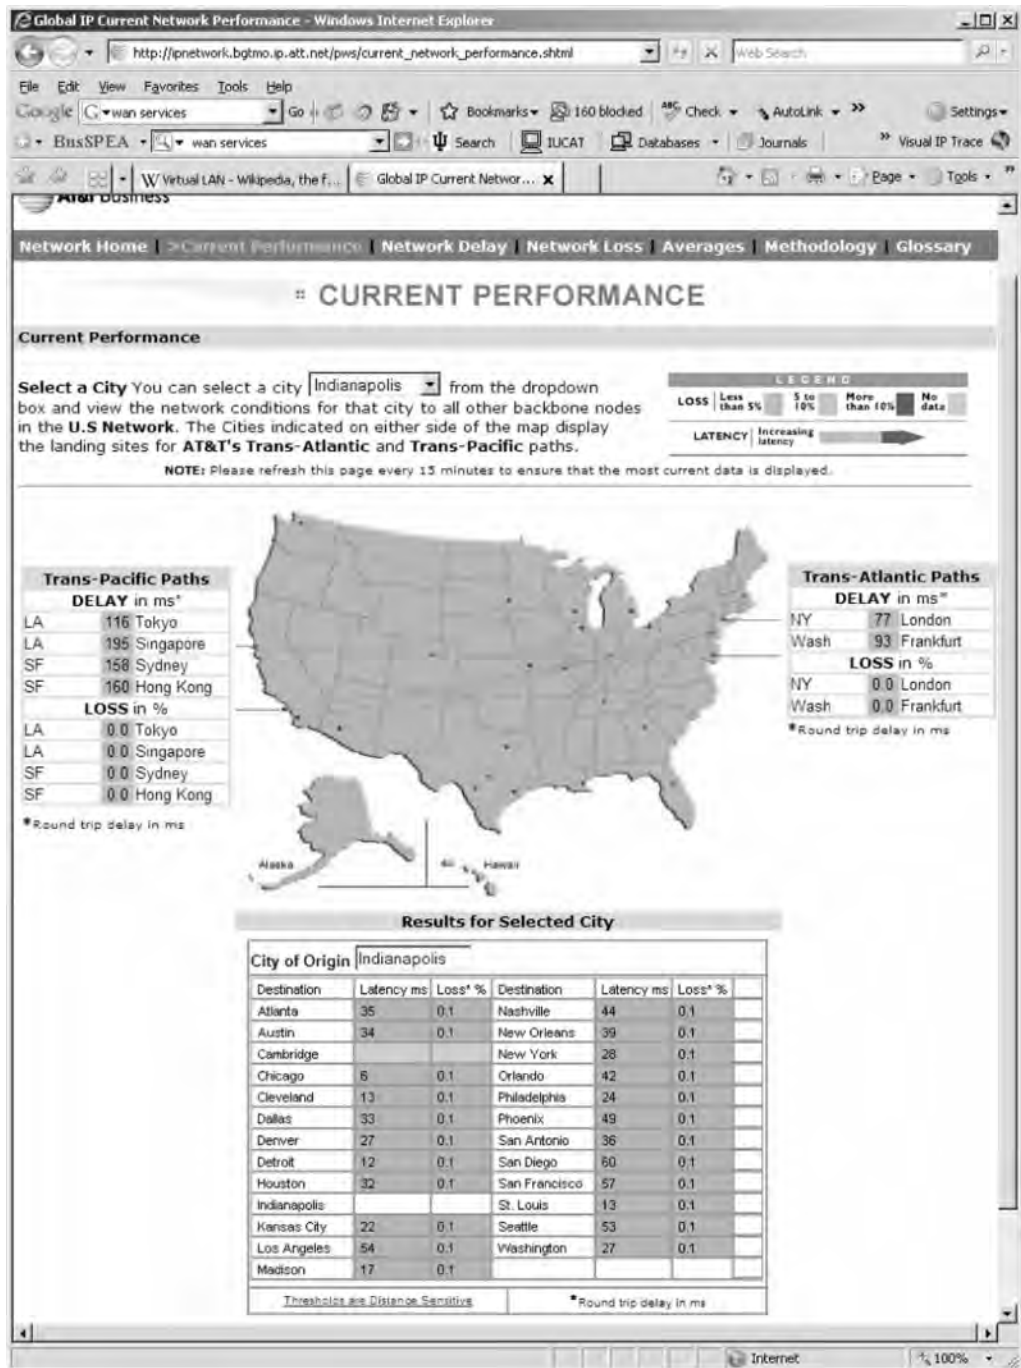 Global IP Current Network Performance - Windows Internet Explorer
http://ipnetwork.bgtmo.ip.att.net/pws/current_network_performance.shtml
Web Search
File Edit View Favorites Tools Help
Google wan services Go Bookmarks 160 blocked Check AutoLink >> Settings
BusSPEA wan services Search IUCAT Databases Journals >> Visual IP Trace
Virtual LAN - Wikipedia, the f... Global IP Current Networ... X Page Tools
AT&T Business
Network Home | >Current Performance | Network Delay | Network Loss | Averages | Methodology | Glossary
CURRENT PERFORMANCE
Current Performance
Select a City You can select a city Indianapolis from the dropdown
box and view the network conditions for that city to all other backbone nodes
in the U.S Network. The Cities indicated on either side of the map display
the landing sites for AT&T's Trans-Atlantic and Trans-Pacific paths.
LEGEND
LOSS Less than 5% 5 to 10% More than 10% No data
LATENCY Increasing latency
NOTE: Please refresh this page every 15 minutes to ensure that the most current data is displayed.
Trans-Pacific Paths
DELAY in ms*
LA 116 Tokyo
LA 195 Singapore
SF 158 Sydney
SF 160 Hong Kong
LOSS in %
LA 0.0 Tokyo
LA 0.0 Singapore
SF 0.0 Sydney
SF 0.0 Hong Kong
*Round trip delay in ms
Trans-Atlantic Paths
DELAY in ms*
NY 77 London
Wash 93 Frankfurt
LOSS in %
NY 0.0 London
Wash 0.0 Frankfurt
*Round trip delay in ms
Alaska
Hawaii
Results for Selected City
City of Origin Indianapolis
Destination Latency ms Loss* % Destination Latency ms Loss* %
Atlanta 35 0.1 Nashville 44 0.1
Austin 34 0.1 New Orleans 39 0.1
Cambridge New York 28 0.1
Chicago 6 0.1 Orlando 42 0.1
Cleveland 13 0.1 Philadelphia 24 0.1
Dallas 33 0.1 Phoenix 49 0.1
Denver 27 0.1 San Antonio 36 0.1
Detroit 12 0.1 San Diego 60 0.1
Houston 32 0.1 San Francisco 57 0.1
Indianapolis St. Louis 13 0.1
Kansas City 22 0.1 Seattle 53 0.1
Los Angeles 54 0.1 Washington 27 0.1
Madison 17 0.1
Thresholds are Distance Sensitive *Round trip delay in ms
Internet 100%